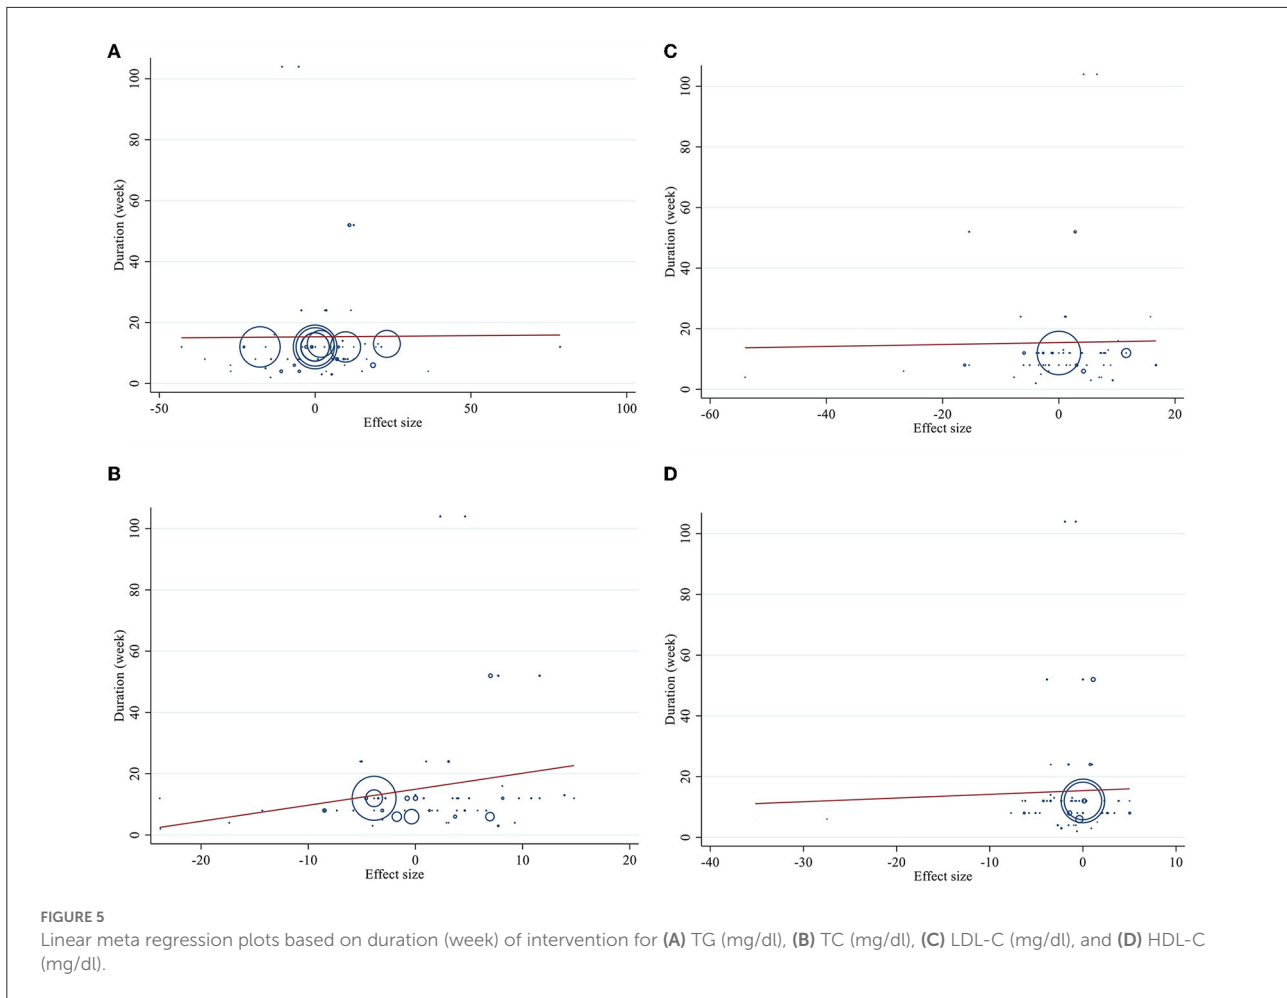 A
100
80
60
40
20
0
Duration (week)
-50
0
50
100
Effect size
C
100
80
60
40
20
0
Duration (week)
-60
-40
-20
0
20
Effect size
B
100
80
60
40
20
0
Duration (week)
-20
-10
0
10
20
Effect size
D
100
80
60
40
20
0
Duration (week)
-40
-30
-20
-10
0
10
Effect size
FIGURE 5
Linear meta regression plots based on duration (week) of intervention for (A) TG (mg/dl), (B) TC (mg/dl), (C) LDL-C (mg/dl), and (D) HDL-C
(mg/dl).